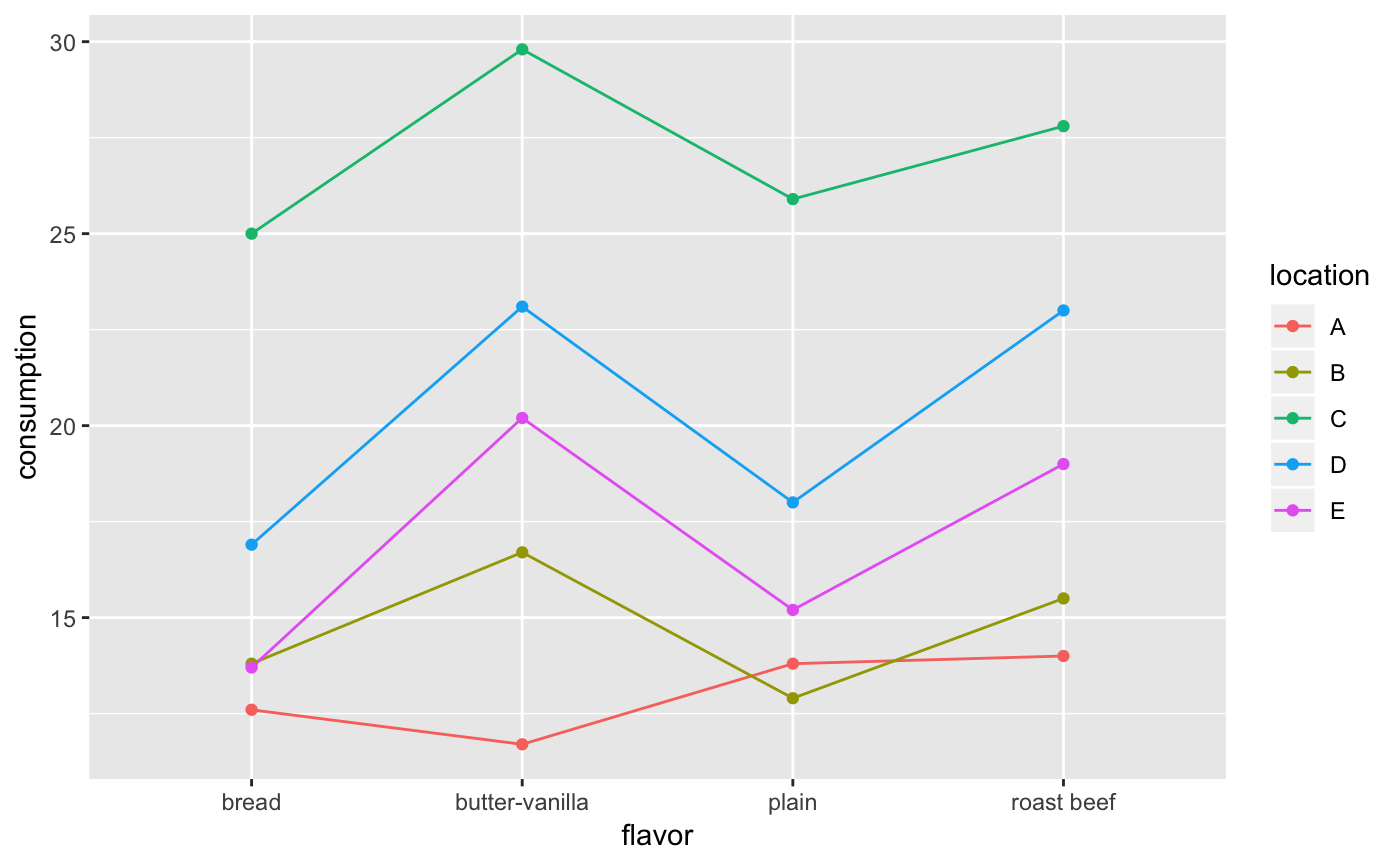 30
25
20
15
consumption
bread butter-vanilla plain roast beef
flavor
location
A
B
C
D
E